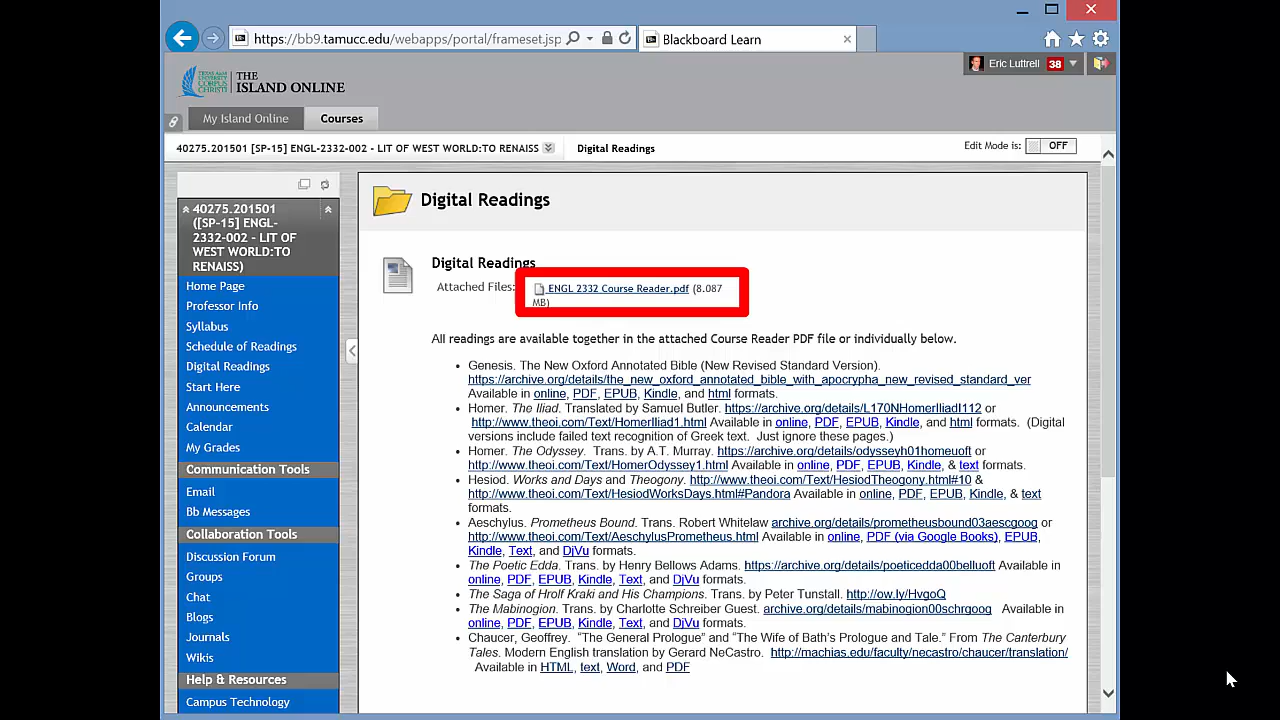 https://bb9.tamucc.edu/webapps/portal/frameset.jsp
Blackboard Learn
Eric Luttrell 38
TEXAS A&M UNIVERSITY CORPUS CHRISTI
THE
ISLAND ONLINE
My Island Online
Courses
40275.201501 [SP-15] ENGL-2332-002 - LIT OF WEST WORLD:TO RENAISS
Digital Readings
Edit Mode is: OFF
40275.201501
([SP-15] ENGL-
2332-002 - LIT OF
WEST WORLD:TO
RENAISS)
Home Page
Professor Info
Syllabus
Schedule of Readings
Digital Readings
Start Here
Announcements
Calendar
My Grades
Communication Tools
Email
Bb Messages
Collaboration Tools
Discussion Forum
Groups
Chat
Blogs
Journals
Wikis
Help & Resources
Campus Technology
Digital Readings
Digital Readings
Attached Files: ENGL 2332 Course Reader.pdf (8.087
MB)
All readings are available together in the attached Course Reader PDF file or individually below.
• Genesis. The New Oxford Annotated Bible (New Revised Standard Version).
https://archive.org/details/the_new_oxford_annotated_bible_with_apocrypha_new_revised_standard_ver
Available in online, PDF, EPUB, Kindle, and html formats.
• Homer. The Iliad. Translated by Samuel Butler. https://archive.org/details/L170NHomerIliadI112 or
http://www.theoi.com/Text/HomerIliad1.html Available in online, PDF, EPUB, Kindle, and html formats. (Digital
versions include failed text recognition of Greek text. Just ignore these pages.)
• Homer. The Odyssey. Trans. by A.T. Murray. https://archive.org/details/odysseyh01homeuoft or
http://www.theoi.com/Text/HomerOdyssey1.html Available in online, PDF, EPUB, Kindle, & text formats.
• Hesiod. Works and Days and Theogony. http://www.theoi.com/Text/HesiodTheogony.html#10 &
http://www.theoi.com/Text/HesiodWorksDays.html#Pandora Available in online, PDF, EPUB, Kindle, & text
formats.
• Aeschylus. Prometheus Bound. Trans. Robert Whitelaw archive.org/details/prometheusbound03aescgoog or
http://www.theoi.com/Text/AeschylusPrometheus.html Available in online, PDF (via Google Books), EPUB,
Kindle, Text, and DjVu formats.
• The Poetic Edda. Trans. by Henry Bellows Adams. https://archive.org/details/poeticedda00belluoft Available in
online, PDF, EPUB, Kindle, Text, and DjVu formats.
• The Saga of Hrolf Kraki and His Champions. Trans. by Peter Tunstall. http://ow.ly/HvgoQ
• The Mabinogion. Trans. by Charlotte Schreiber Guest. archive.org/details/mabinogion00schrgoog Available in
online, PDF, EPUB, Kindle, Text, and DjVu formats.
• Chaucer, Geoffrey. “The General Prologue” and “The Wife of Bath's Prologue and Tale.” From The Canterbury
Tales. Modern English translation by Gerard NeCastro. http://machias.edu/faculty/necastro/chaucer/translation/
Available in HTML, text, Word, and PDF